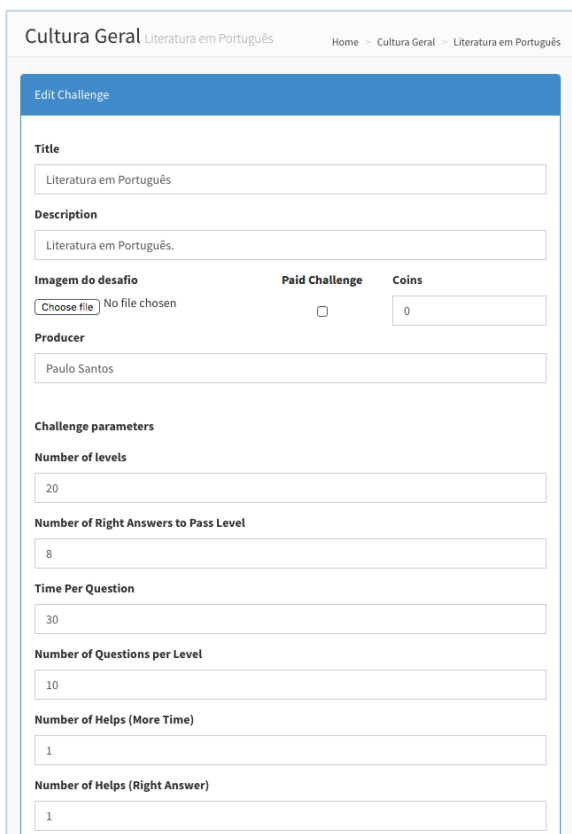 Cultura Geral Literatura em Português
Home > Cultura Geral > Literatura em Português
Edit Challenge
Title
Literatura em Português
Description
Literatura em Português.
Imagem do desafio Paid Challenge Coins
Choose file No file chosen 0
Producer
Paulo Santos
Challenge parameters
Number of levels
20
Number of Right Answers to Pass Level
8
Time Per Question
30
Number of Questions per Level
10
Number of Helps (More Time)
1
Number of Helps (Right Answer)
1